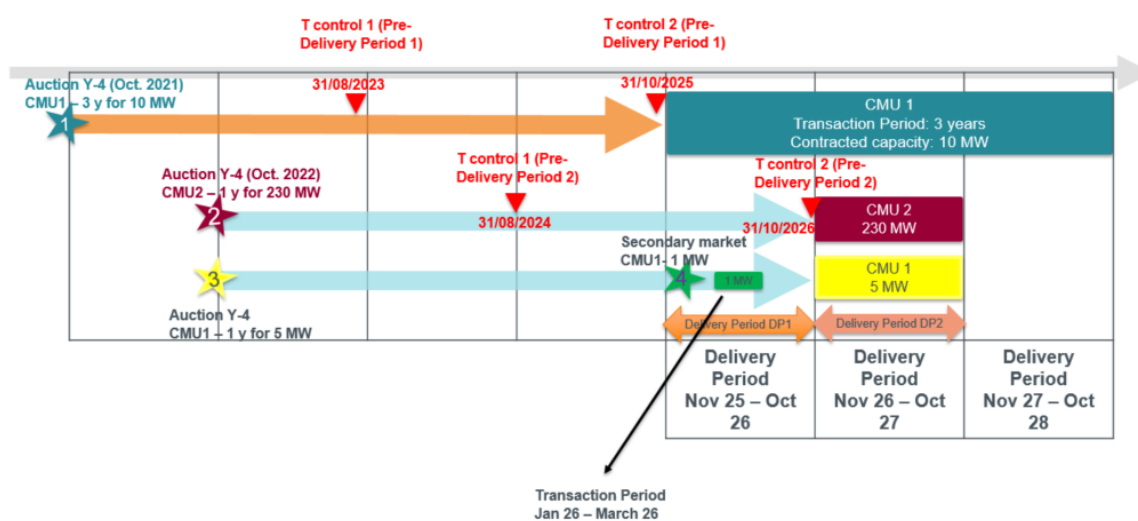 T control 1 (Pre-
Delivery Period 1)
T control 2 (Pre-
Delivery Period 1)
Auction Y-4 (Oct. 2021)
CMU1 – 3 y for 10 MW
31/08/2023
31/10/2025
1
CMU 1
Transaction Period: 3 years
Contracted capacity: 10 MW
Auction Y-4 (Oct. 2022)
CMU2 – 1 y for 230 MW
T control 1 (Pre-
Delivery Period 2)
T control 2 (Pre-
Delivery Period 2)
2
31/08/2024
31/10/2026
CMU 2
230 MW
Secondary market
CMU1- 1 MW
3
4
1 MW
CMU 1
5 MW
Auction Y-4
CMU1 – 1 y for 5 MW
Delivery Period DP1
Delivery Period DP2
Delivery
Period
Nov 25 – Oct
26
Delivery
Period
Nov 26 – Oct
27
Delivery
Period
Nov 27 – Oct
28
Transaction Period
Jan 26 – March 26